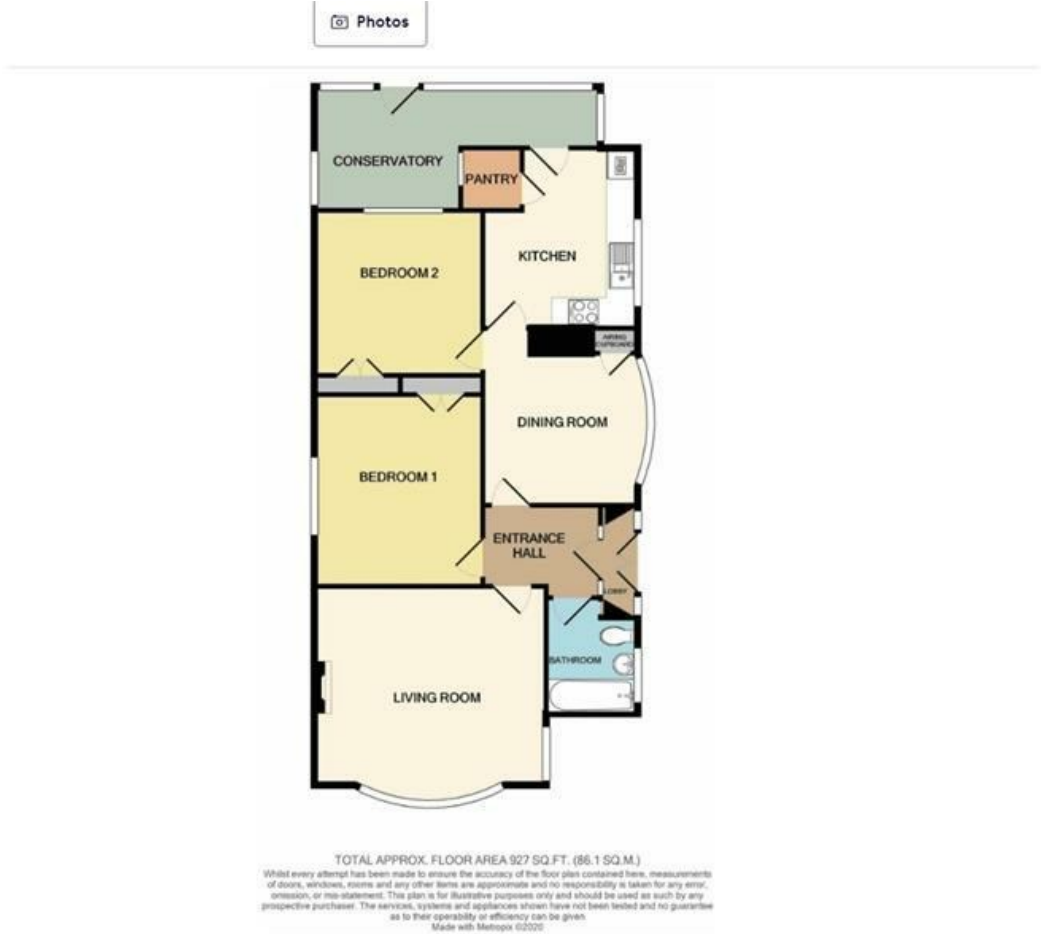 Photos
CONSERVATORY
PANTRY
KITCHEN
BEDROOM 2
AIRING
CUPBOARD
DINING ROOM
BEDROOM 1
ENTRANCE
HALL
LOBBY
BATHROOM
LIVING ROOM
TOTAL APPROX. FLOOR AREA 927 SQ.FT. (86.1 SQ.M.)
Whilst every attempt has been made to ensure the accuracy of the floor plan contained here, measurements
of doors, windows, rooms and any other items are approximate and no responsibility is taken for any error,
omission, or mis-statement. This plan is for illustrative purposes only and should be used as such by any
prospective purchaser. The services, systems and appliances shown have not been tested and no guarantee
as to their operability or efficiency can be given
Made with Metropix ©2020